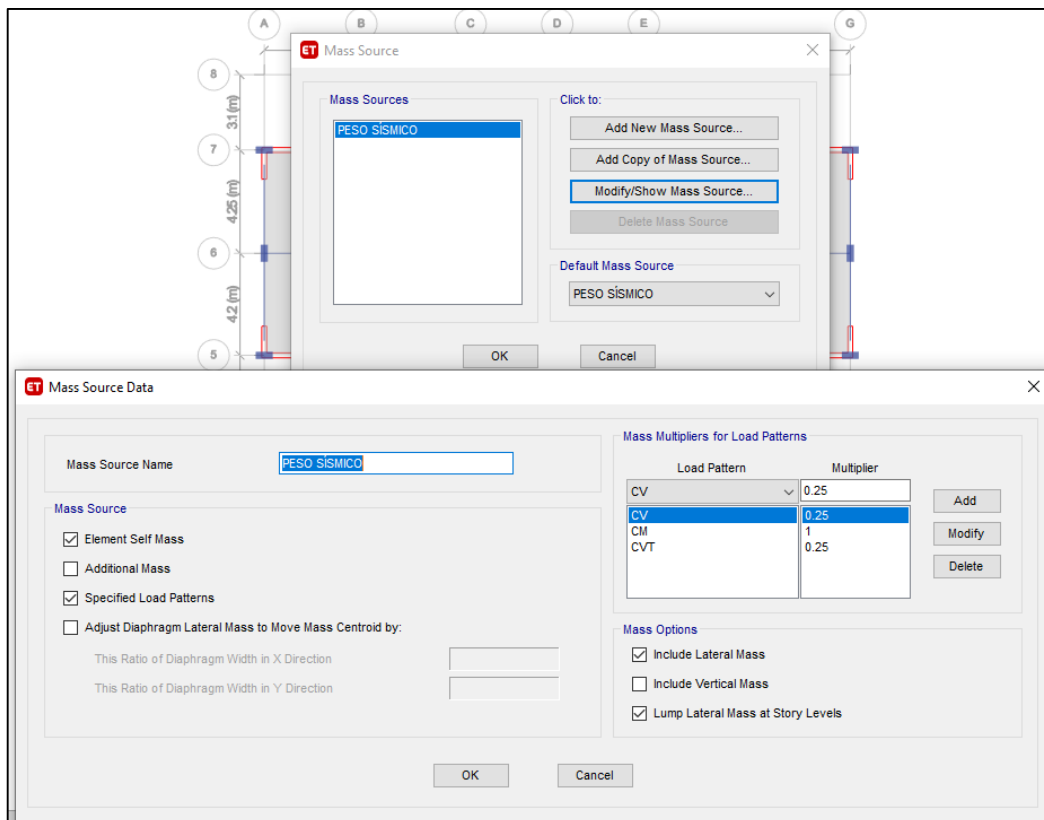 A B C D E G
8
3.1 (m)
7
4.25 (m)
6
4.2 (m)
5
ET Mass Source
Mass Sources
PESO SÍSMICO
Click to:
Add New Mass Source...
Add Copy of Mass Source...
Modify/Show Mass Source...
Delete Mass Source
Default Mass Source
PESO SÍSMICO
OK Cancel
ET Mass Source Data
Mass Source Name PESO SÍSMICO
Mass Source
Element Self Mass
Additional Mass
Specified Load Patterns
Adjust Diaphragm Lateral Mass to Move Mass Centroid by:
This Ratio of Diaphragm Width in X Direction
This Ratio of Diaphragm Width in Y Direction
Mass Multipliers for Load Patterns
Load Pattern Multiplier
CV 0.25
CV 0.25
CM 1
CVT 0.25
Add
Modify
Delete
Mass Options
Include Lateral Mass
Include Vertical Mass
Lump Lateral Mass at Story Levels
OK Cancel